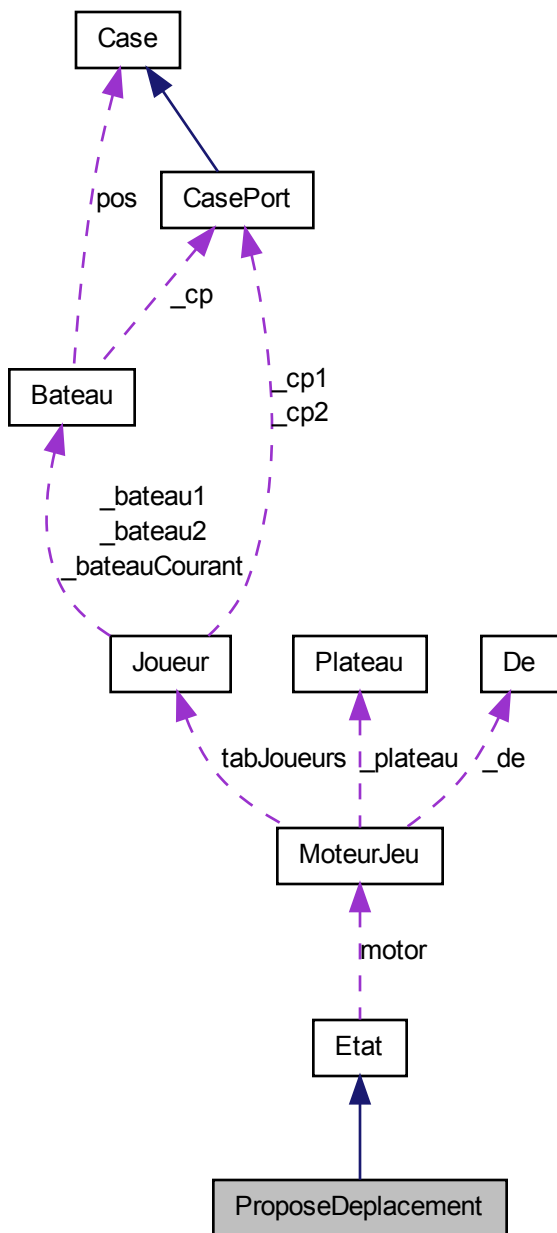 Case
CasePort
pos
_cp
Bateau
_cp1
_cp2
_bateau1
_bateau2
_bateauCourant
Joueur
Plateau
De
tabJoueurs
_plateau
_de
MoteurJeu
motor
Etat
ProposeDeplacement